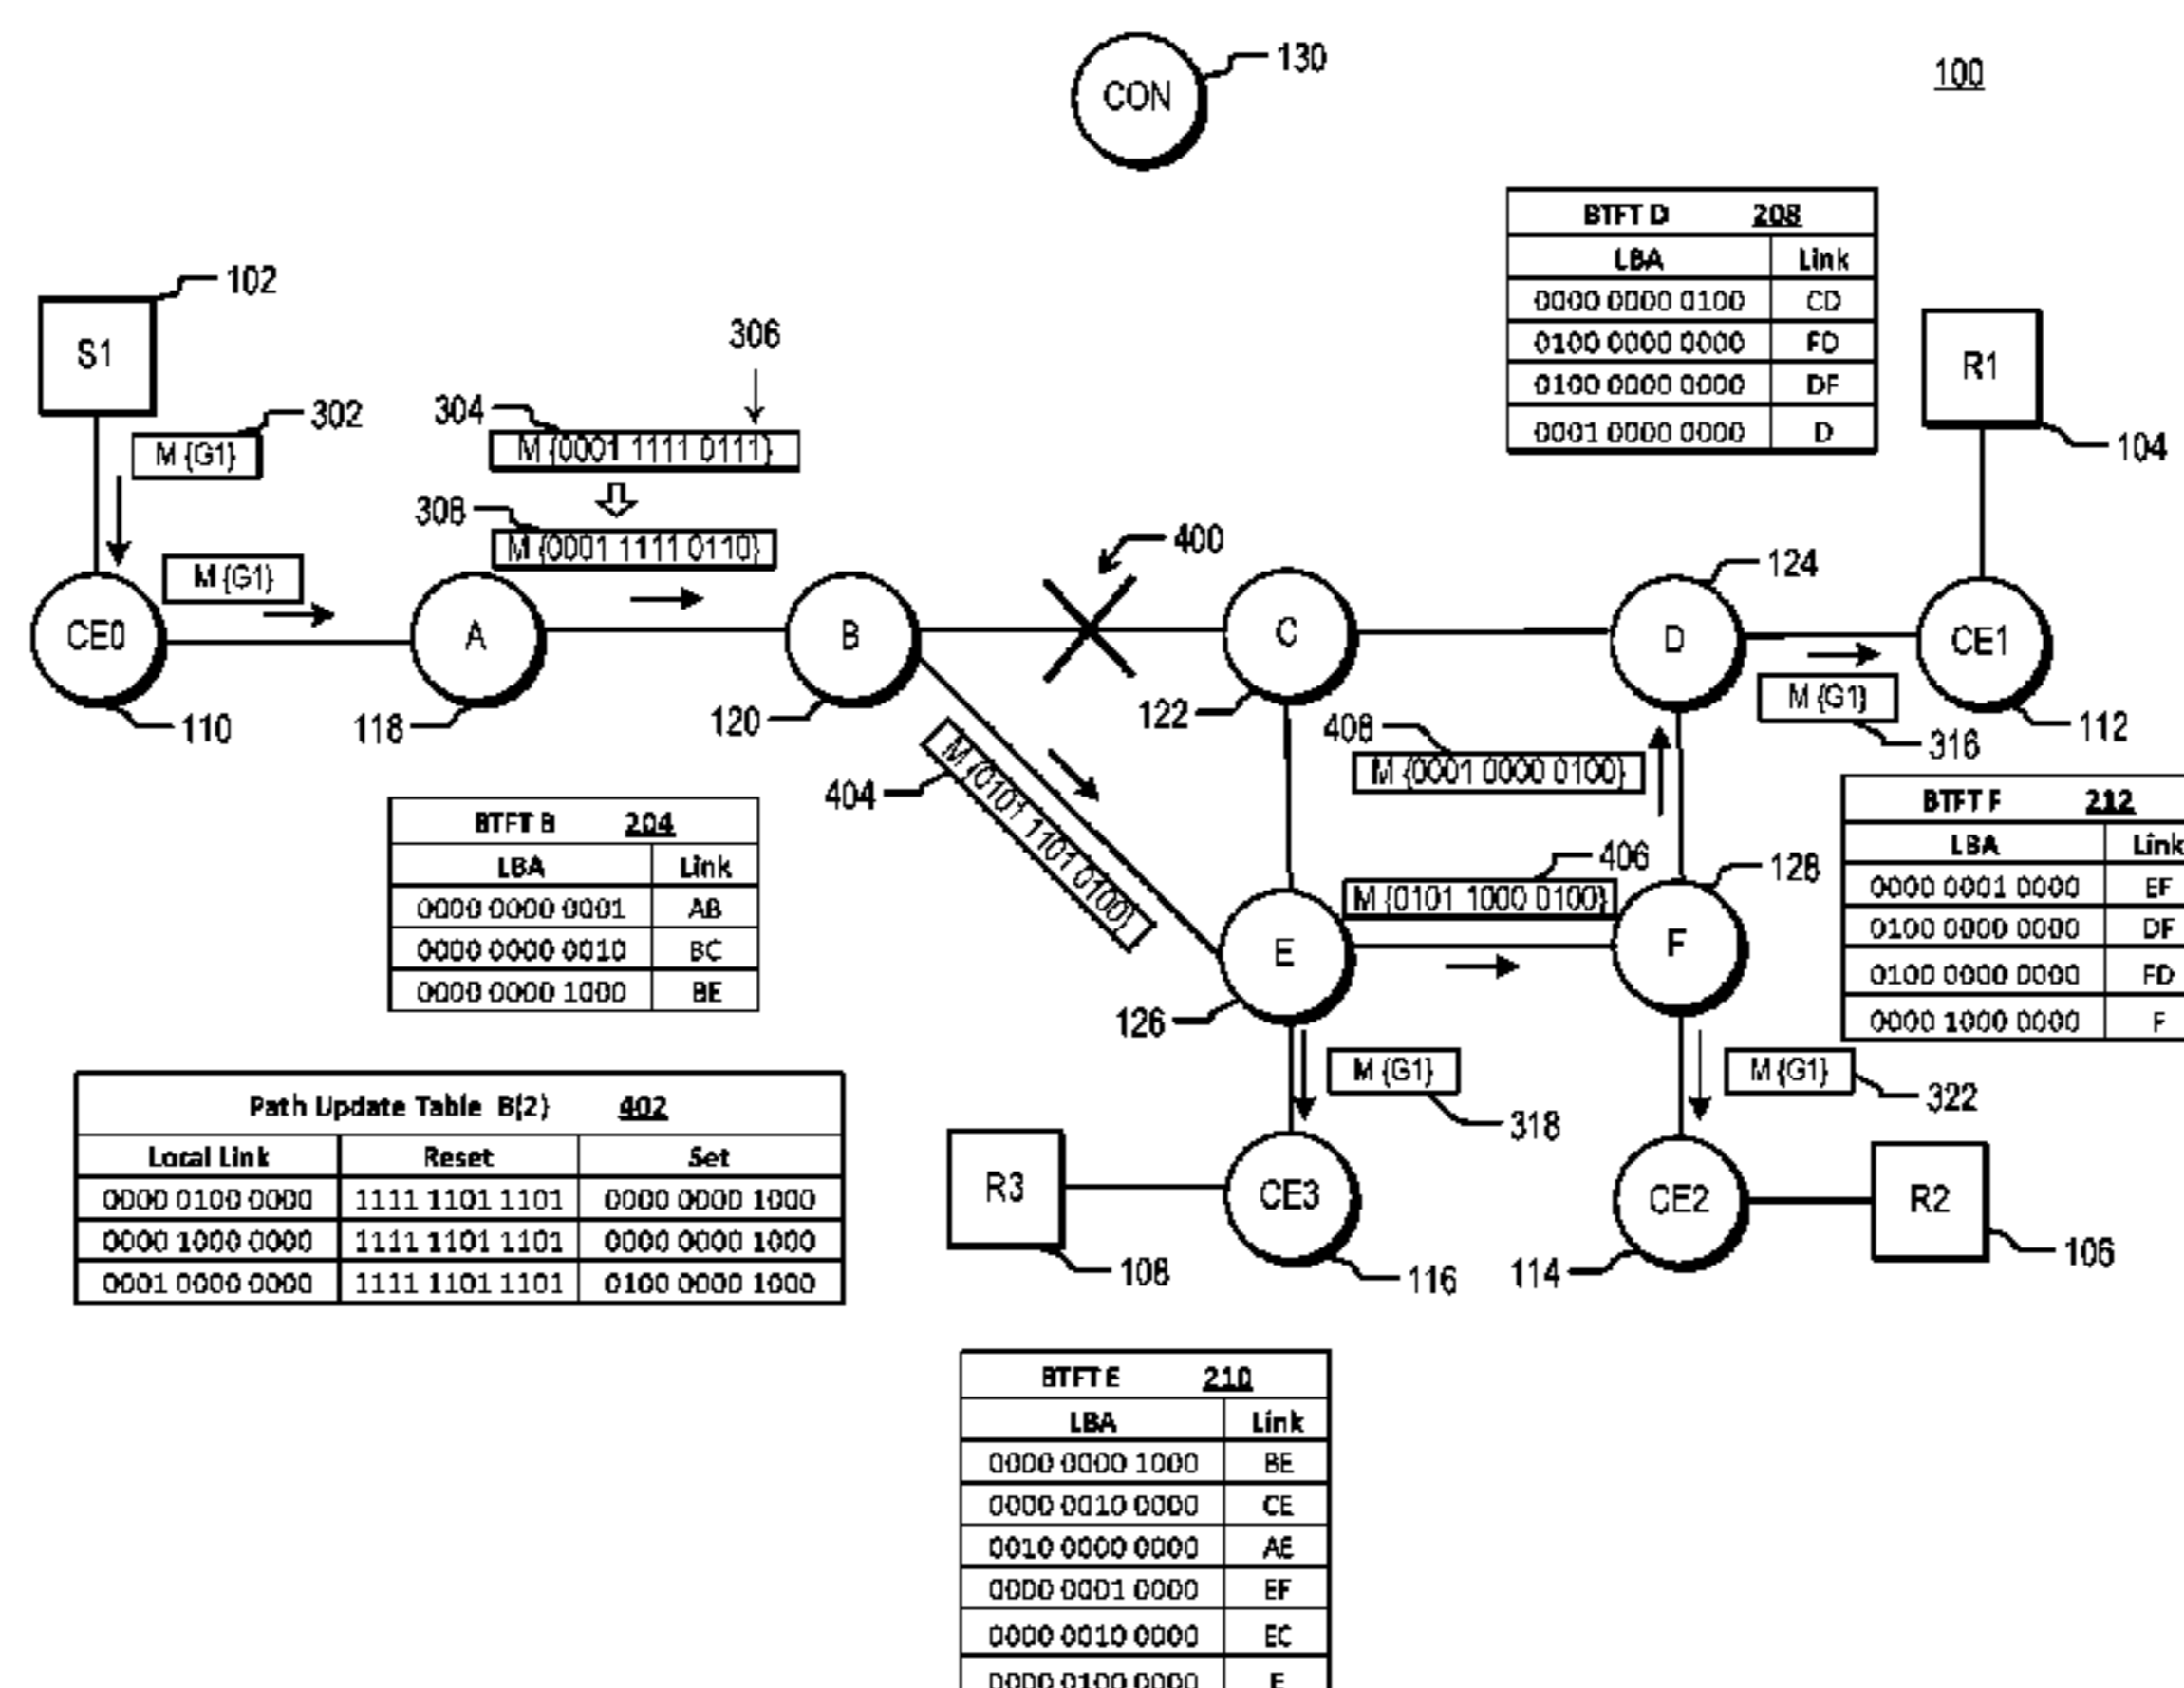 CON
130
100
BTFT D 208
LBA Link
0000 0000 0100 CD
0100 0000 0000 FD
0100 0000 0000 DF
0001 0000 0000 D
102
S1
M {G1}
302
306
304
M {0001 1111 0111}
308
M {0001 1111 0110}
R1
104
400
M {G1}
CE0
110
A
118
B
120
C
122
D
124
CE1
112
M {G1}
316
404
M {0101 1101 0100}
408
M {0001 0000 0100}
406
M {0101 1000 0100}
E
126
F
128
BTFT B 204
LBA Link
0000 0000 0001 AB
0000 0000 0010 BC
0000 0000 1000 BE
BTFT F 212
LBA Link
0000 0001 0000 EF
0100 0000 0000 DF
0100 0000 0000 FD
0000 1000 0000 F
Path Update Table B(2) 402
Local Link Reset Set
0000 0100 0000 1111 1101 1101 0000 0000 1000
0000 1000 0000 1111 1101 1101 0000 0000 1000
0001 0000 0000 1111 1101 1101 0100 0000 1000
M {G1}
318
M {G1}
322
R3
108
CE3
116
CE2
114
R2
106
BTFT E 210
LBA Link
0000 0000 1000 BE
0000 0010 0000 CE
0010 0000 0000 AE
0000 0001 0000 EF
0000 0010 0000 EC
0000 0100 0000 E